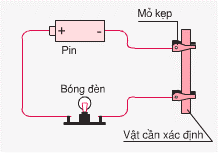 Mỏ kẹp
+ -
Pin
Bóng đèn
Vật cần xác định